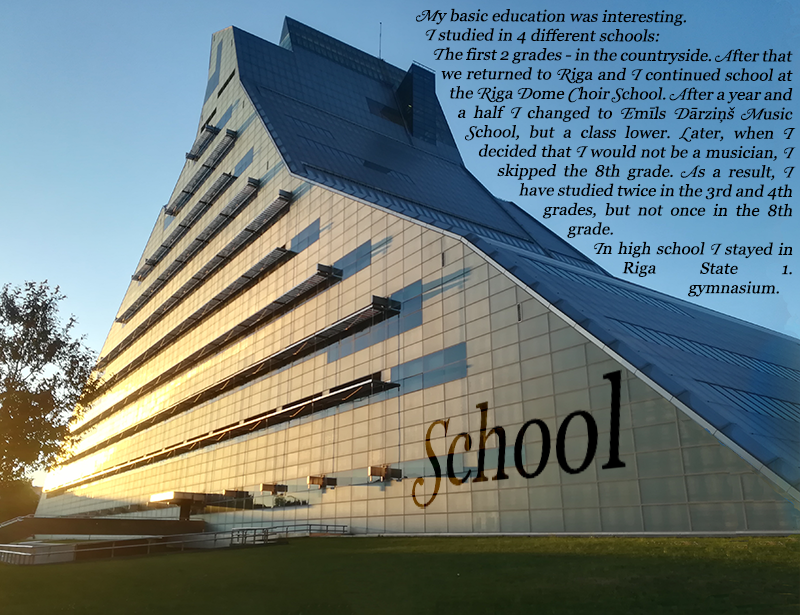 My basic education was interesting.
I studied in 4 different schools:
The first 2 grades - in the countryside. After that
we returned to Riga and I continued school at
the Riga Dome Choir School. After a year and
a half I changed to Emīls Dārziņš Music
School, but a class lower. Later, when I
decided that I would not be a musician, I
skipped the 8th grade. As a result, I
have studied twice in the 3rd and 4th
grades, but not once in the 8th
grade.
In high school I stayed in
Riga State 1.
gymnasium.
School